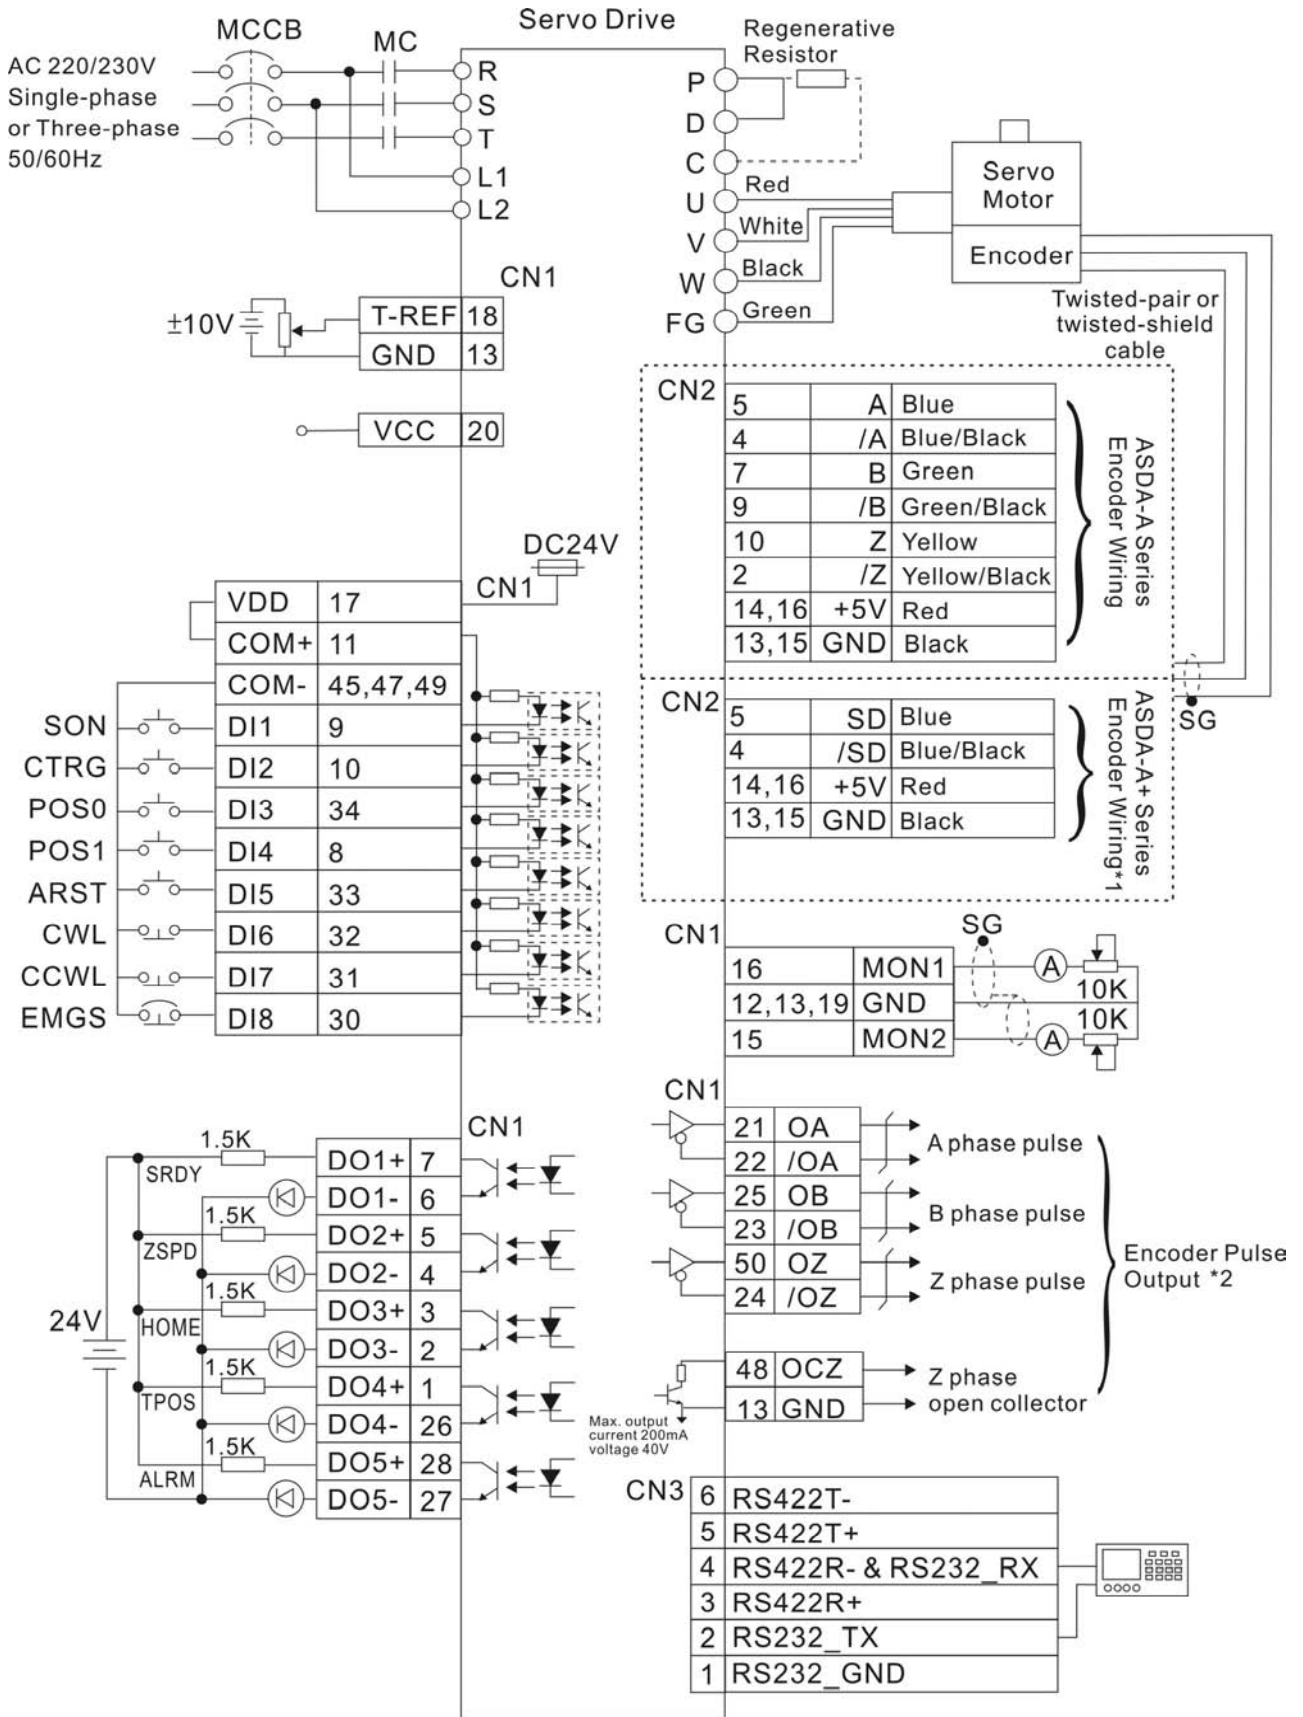 Servo Drive
MCCB
MC
AC 220/230V
Single-phase
or Three-phase
50/60Hz
R
S
T
L1
L2
Regenerative
Resistor
P
D
C
U
V
W
FG
Red
White
Black
Green
Servo
Motor
Encoder
Twisted-pair or
twisted-shield
cable
CN1
±10V
T-REF 18
GND 13
VCC 20
CN2
5 A Blue
4 /A Blue/Black
7 B Green
9 /B Green/Black
10 Z Yellow
2 /Z Yellow/Black
14,16 +5V Red
13,15 GND Black
ASDA-A Series
Encoder Wiring
CN2
5 SD Blue
4 /SD Blue/Black
14,16 +5V Red
13,15 GND Black
ASDA-A+ Series
Encoder Wiring*1
SG
DC24V
CN1
VDD 17
COM+ 11
COM- 45,47,49
SON DI1 9
CTRG DI2 10
POS0 DI3 34
POS1 DI4 8
ARST DI5 33
CWL DI6 32
CCWL DI7 31
EMGS DI8 30
CN1
SG
16 MON1
12,13,19 GND
15 MON2
A
10K
10K
A
CN1
24V
1.5K
SRDY
DO1+ 7
DO1- 6
1.5K
ZSPD
DO2+ 5
DO2- 4
1.5K
HOME
DO3+ 3
DO3- 2
1.5K
TPOS
DO4+ 1
DO4- 26
1.5K
ALRM
DO5+ 28
DO5- 27
CN1
21 OA
22 /OA
A phase pulse
25 OB
23 /OB
B phase pulse
50 OZ
24 /OZ
Z phase pulse
Encoder Pulse
Output *2
48 OCZ
13 GND
Z phase
open collector
Max. output
current 200mA
voltage 40V
CN3
6 RS422T-
5 RS422T+
4 RS422R- & RS232_RX
3 RS422R+
2 RS232_TX
1 RS232_GND